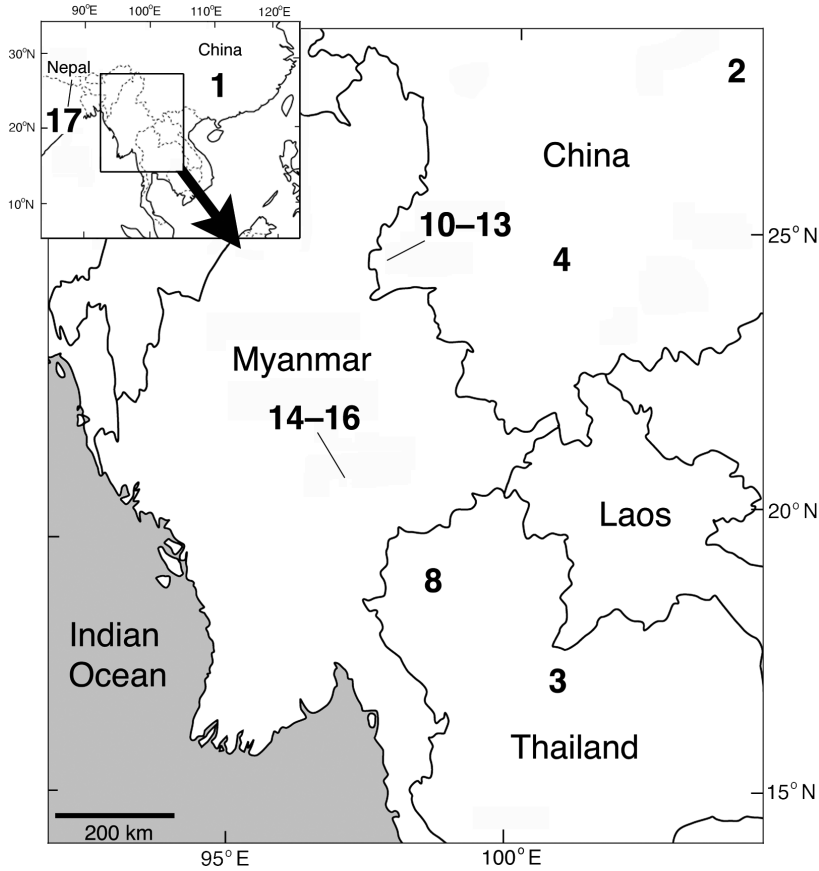 90°E 100°E 110°E 120°E
30°N
China
Nepal
1
17
20°N
10°N
2
China
10–13
25°N
4
Myanmar
14–16
Laos
20°N
8
Indian
Ocean
3
Thailand
15°N
200 km
95°E 100°E